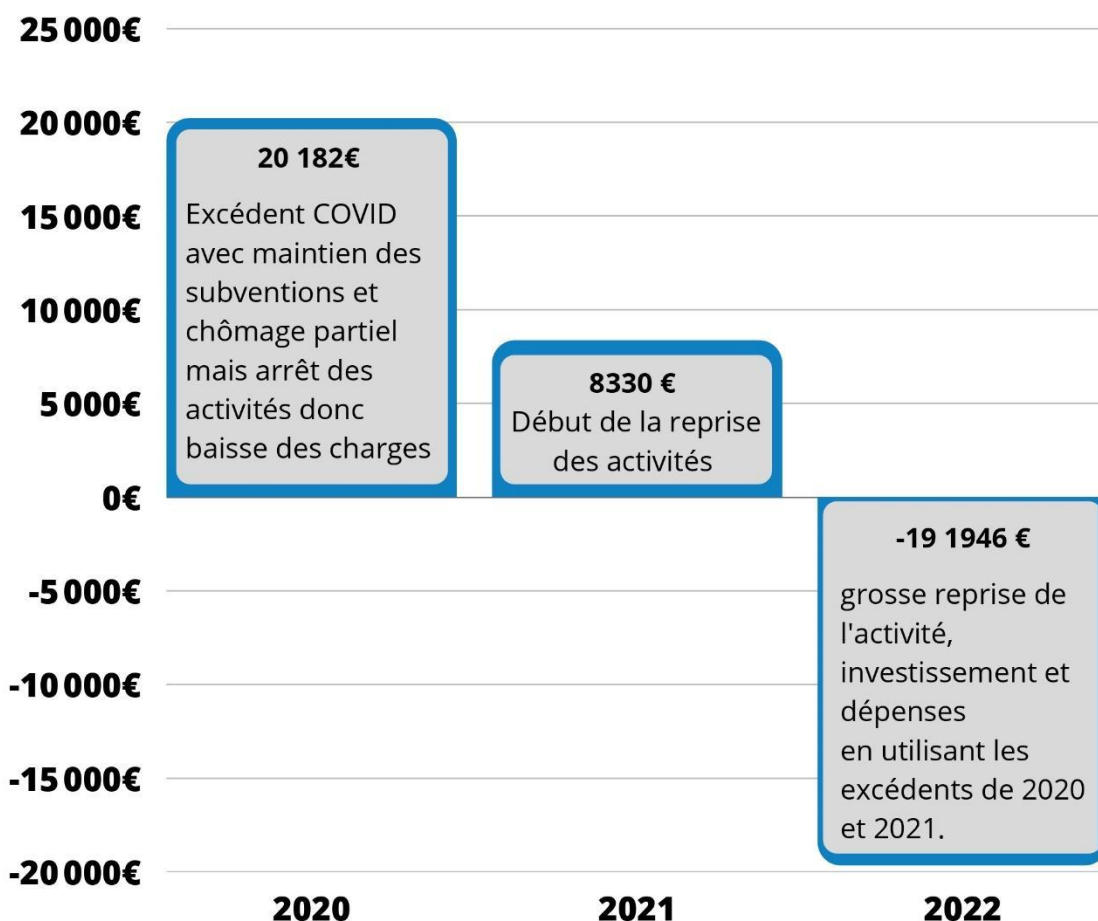 25 000€
20 000€
15 000€
10 000€
5 000€
0€
-5 000€
-10 000€
-15 000€
-20 000€
20 182€
Excédent COVID
avec maintien des
subventions et
chômage partiel
mais arrêt des
activités donc
baisse des charges
8330 €
Début de la reprise
des activités
-19 1946 €
grosse reprise de
l'activité,
investissement et
dépenses
en utilisant les
excédents de 2020
et 2021.
2020
2021
2022